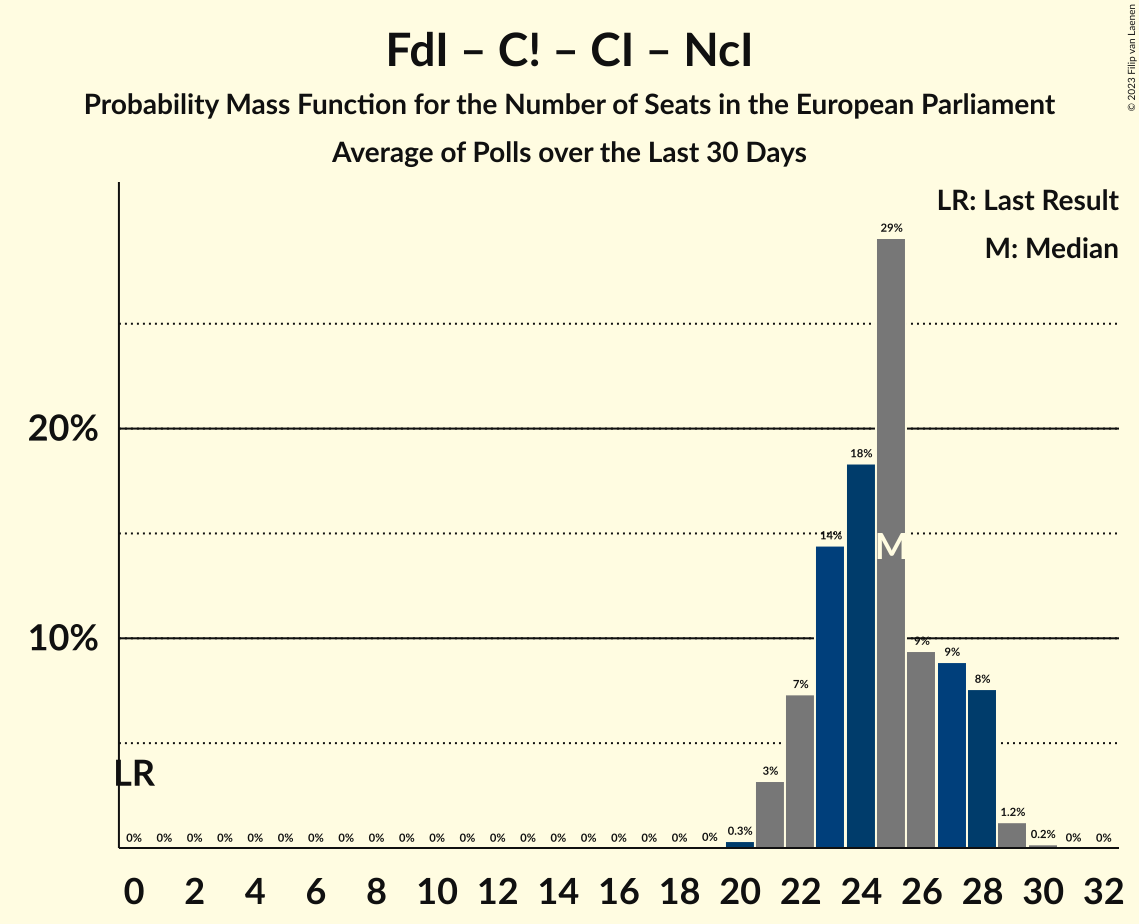 FdI – C! – CI – NcI
Probability Mass Function for the Number of Seats in the European Parliament
Average of Polls over the Last 30 Days
© 2023 Filip van Laenen
LR: Last Result
M: Median
29%
20%
18%
14%
M
10%
9%
9%
8%
7%
3%
LR
1.2%
0% 0% 0% 0% 0% 0% 0% 0% 0% 0% 0% 0% 0% 0% 0% 0% 0% 0% 0% 0% 0.3% 0.2% 0% 0%
0 2 4 6 8 10 12 14 16 18 20 22 24 26 28 30 32